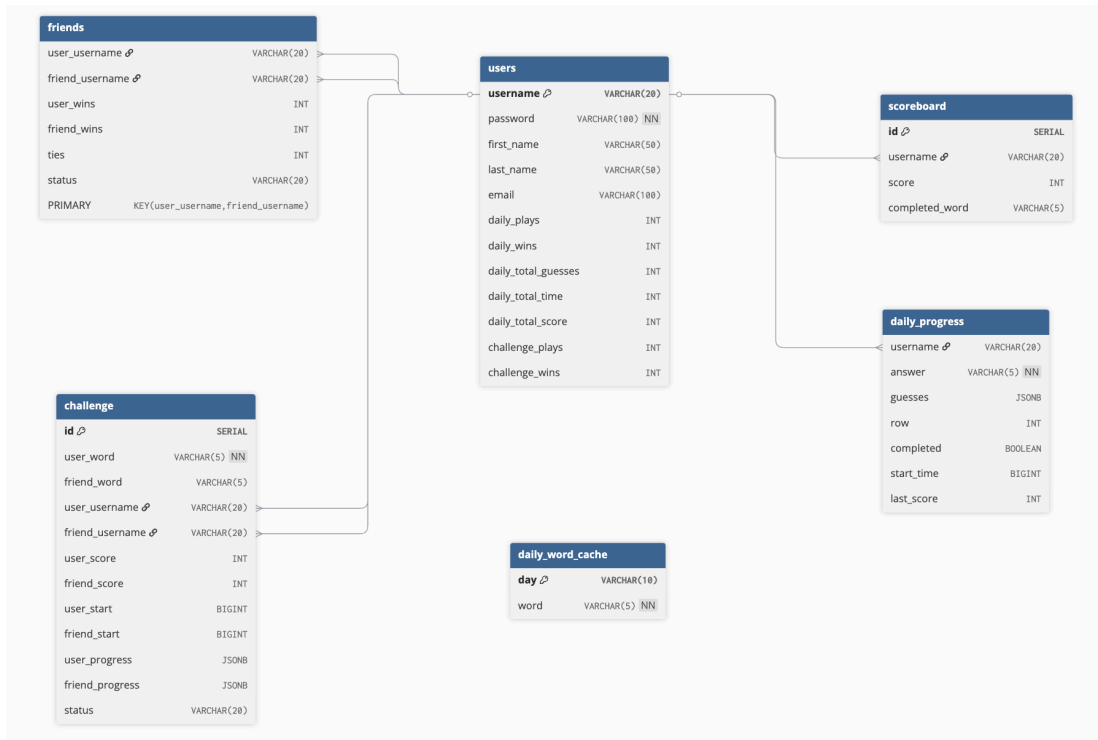 friends
user_username VARCHAR(20)
friend_username VARCHAR(20)
user_wins INT
friend_wins INT
ties INT
status VARCHAR(20)
PRIMARY KEY(user_username,friend_username)
users
username VARCHAR(20)
password VARCHAR(100) NN
first_name VARCHAR(50)
last_name VARCHAR(50)
email VARCHAR(100)
daily_plays INT
daily_wins INT
daily_total_guesses INT
daily_total_time INT
daily_total_score INT
challenge_plays INT
challenge_wins INT
scoreboard
id SERIAL
username VARCHAR(20)
score INT
completed_word VARCHAR(5)
daily_progress
username VARCHAR(20)
answer VARCHAR(5) NN
guesses JSONB
row INT
completed BOOLEAN
start_time BIGINT
last_score INT
challenge
id SERIAL
user_word VARCHAR(5) NN
friend_word VARCHAR(5)
user_username VARCHAR(20)
friend_username VARCHAR(20)
user_score INT
friend_score INT
user_start BIGINT
friend_start BIGINT
user_progress JSONB
friend_progress JSONB
status VARCHAR(20)
daily_word_cache
day VARCHAR(10)
word VARCHAR(5) NN